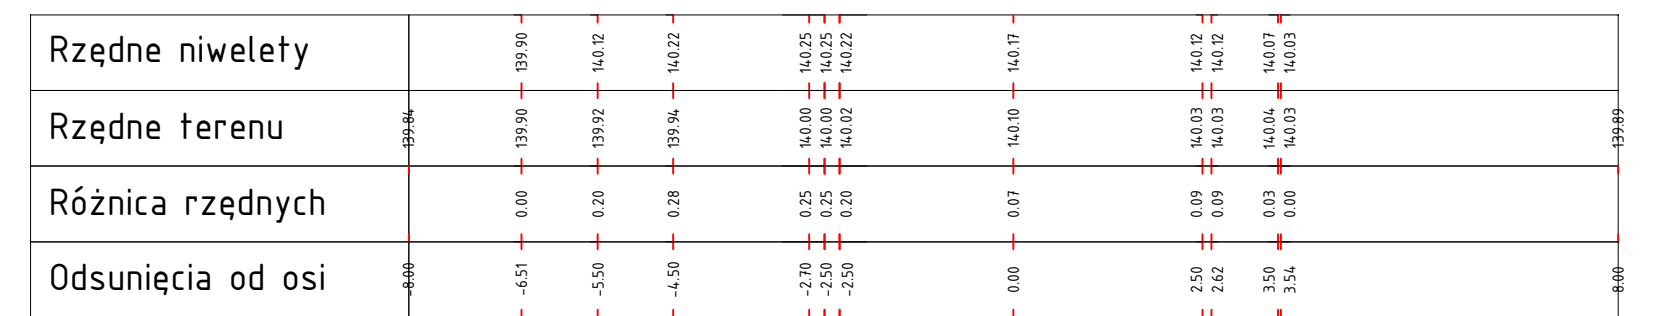 Rzędne niwelety 139.90 140.12 140.22 140.25 140.25 140.22 140.17 140.12 140.12 140.07 140.03
Rzędne terenu 139.84 139.90 139.92 139.94 140.00 140.00 140.02 140.10 140.03 140.03 140.04 140.03 139.89
Różnica rzędnych 0.00 0.20 0.28 0.25 0.25 0.20 0.07 0.09 0.09 0.03 0.00
Odsunięcia od osi -8.00 -6.51 -5.50 -4.50 -2.70 -2.50 -2.50 0.00 2.50 2.62 3.50 3.54 8.00